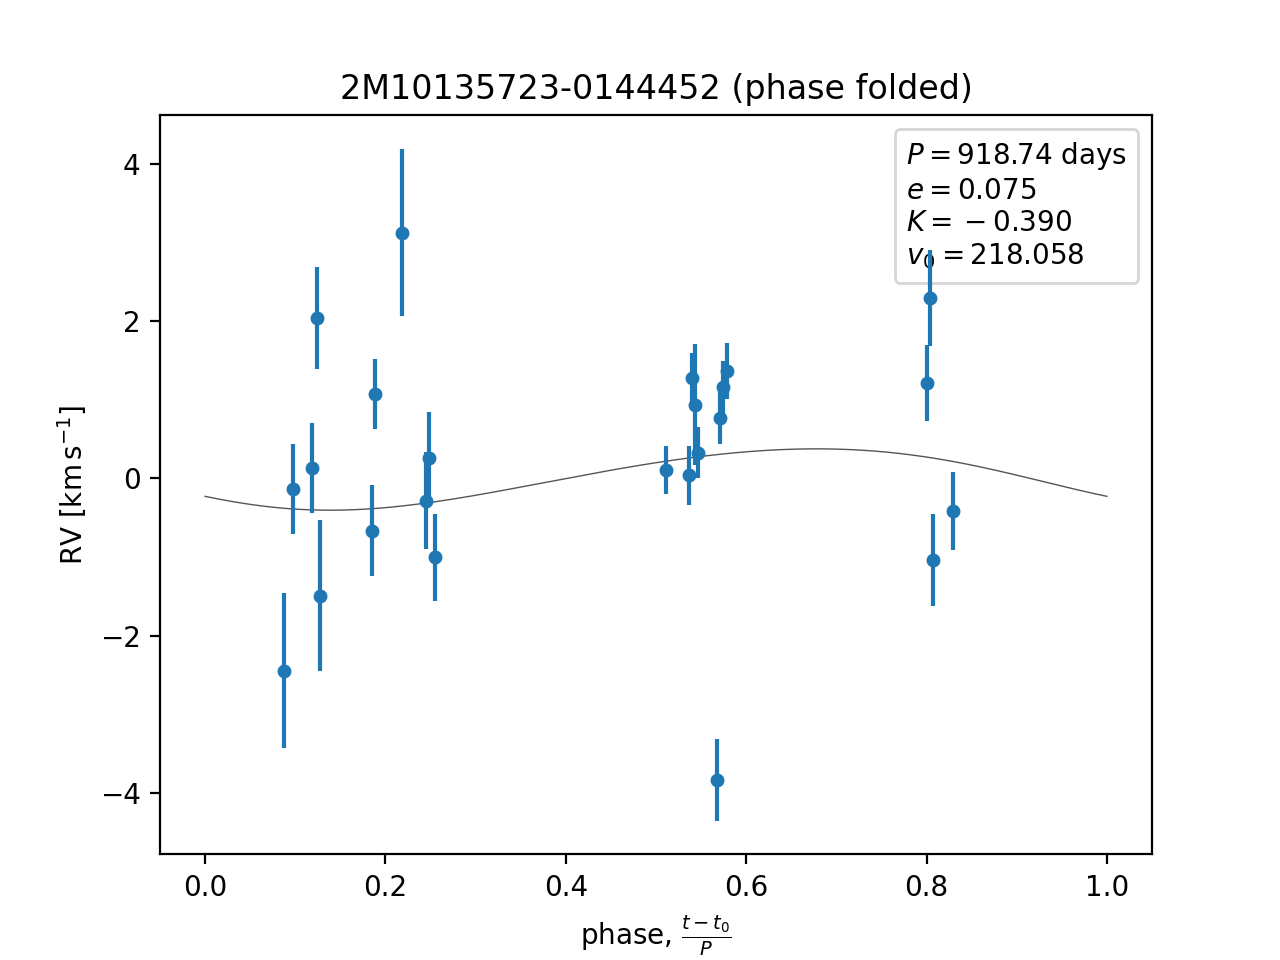 2M10135723-0144452 (phase folded)
P = 918.74 days
e = 0.075
K = −0.390
v₀ = 218.058
4
2
0
−2
−4
RV [km s⁻¹]
0.0 0.2 0.4 0.6 0.8 1.0
phase, (t − t₀)/P